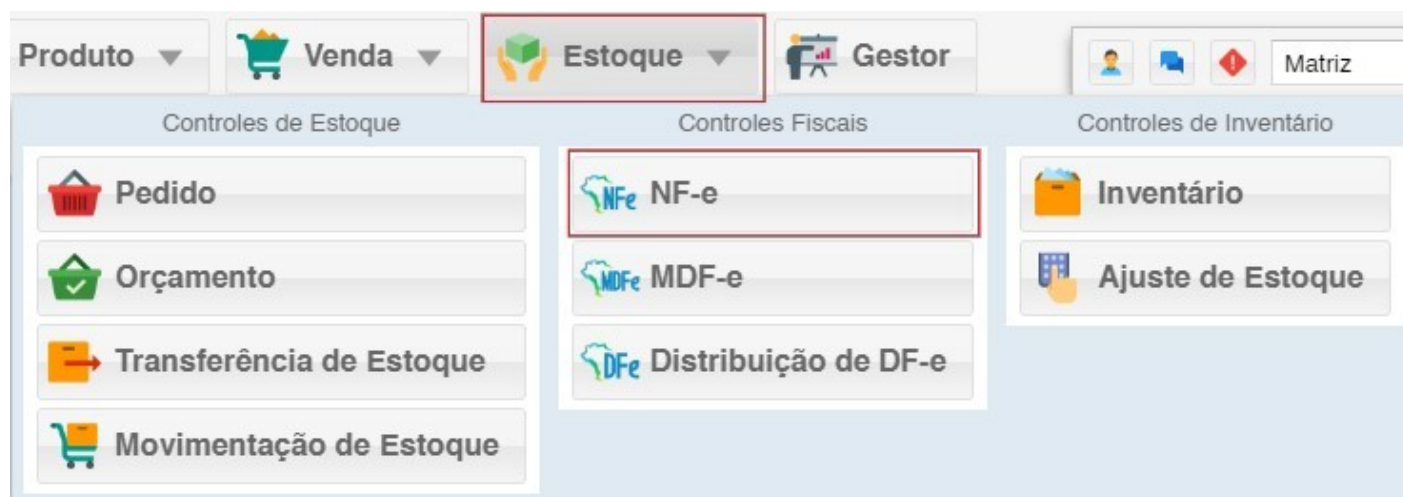 Produto Venda Estoque Gestor Matriz
Controles de Estoque Controles Fiscais Controles de Inventário
Pedido NFe NF-e Inventário
Orçamento MDFe MDF-e Ajuste de Estoque
Transferência de Estoque DFe Distribuição de DF-e
Movimentação de Estoque